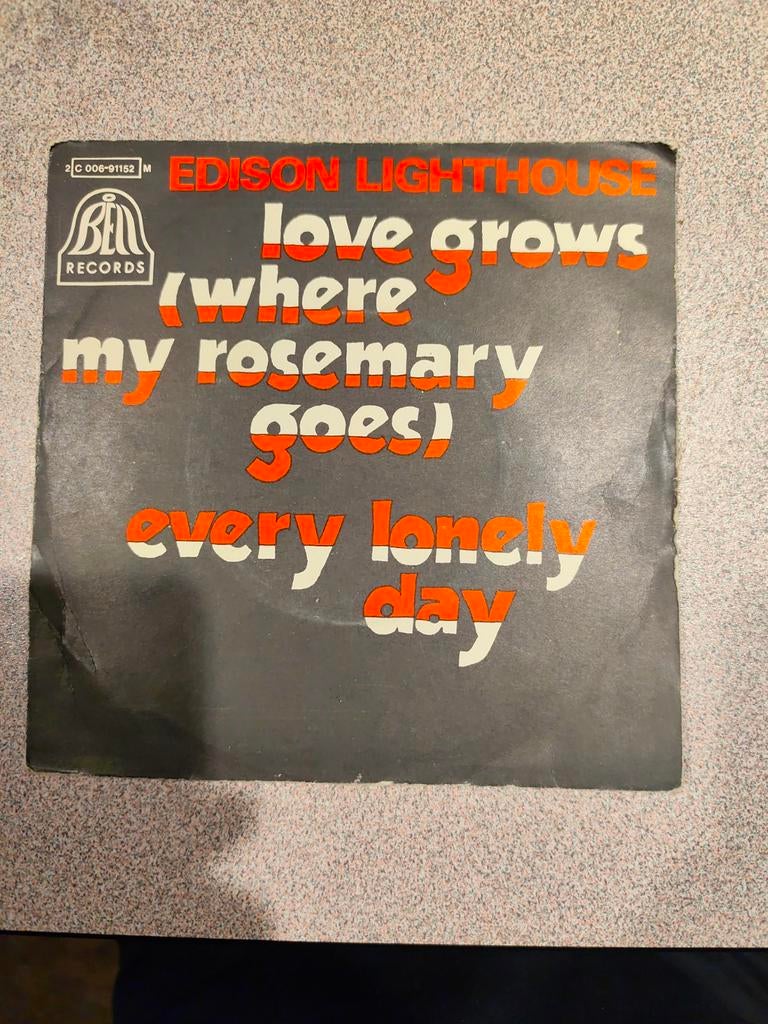 2 C 006-91152 M
EDISON LIGHTHOUSE
BELL
RECORDS
love grows
(where
my rosemary
goes)
every lonely
day